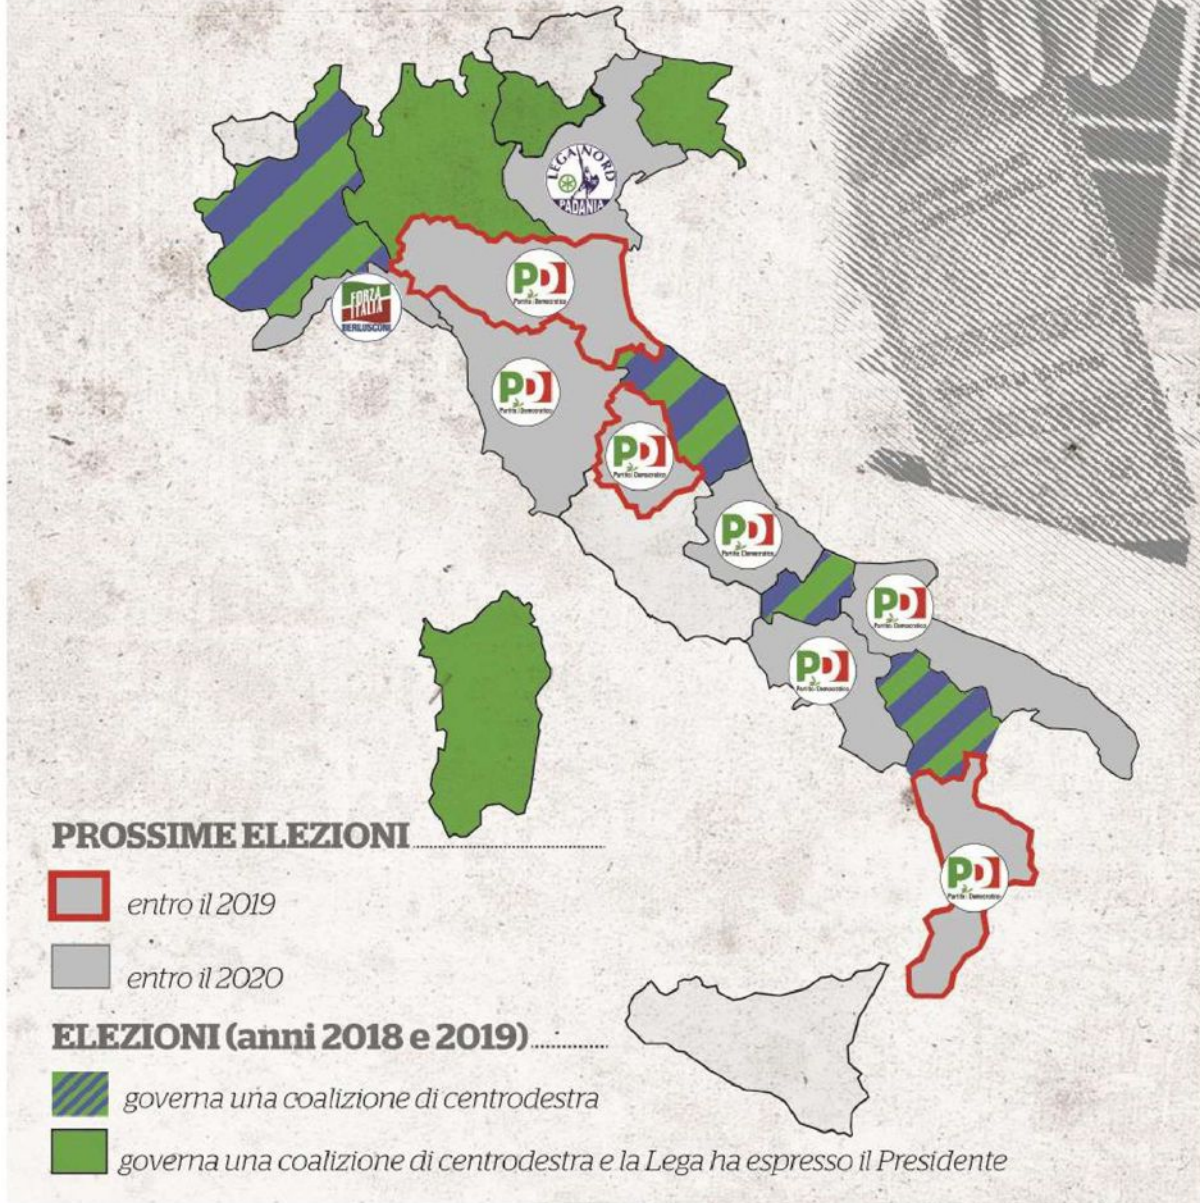 LEGA NORD
PADANIA
FORZA
ITALIA
BERLUSCONI
PD
Partito Democratico
PD
Partito Democratico
PD
Partito Democratico
PD
Partito Democratico
PD
Partito Democratico
PD
Partito Democratico
PD
Partito Democratico
PROSSIME ELEZIONI
entro il 2019
entro il 2020
ELEZIONI (anni 2018 e 2019)
governa una coalizione di centrodestra
governa una coalizione di centrodestra e la Lega ha espresso il Presidente